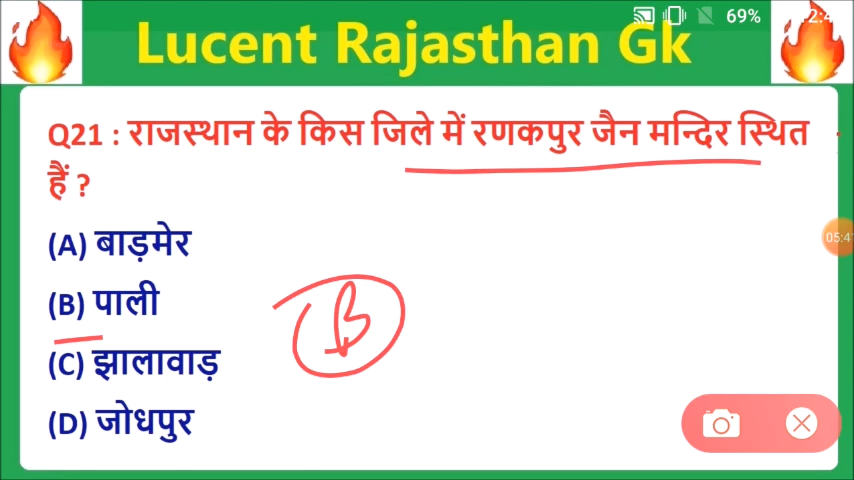 69%
Lucent Rajasthan Gk
Q21 : राजस्थान के किस जिले में रणकपुर जैन मन्दिर स्थित
हैं ?
(A) बाड़मेर
(B) पाली
B
(C) झालावाड़
(D) जोधपुर